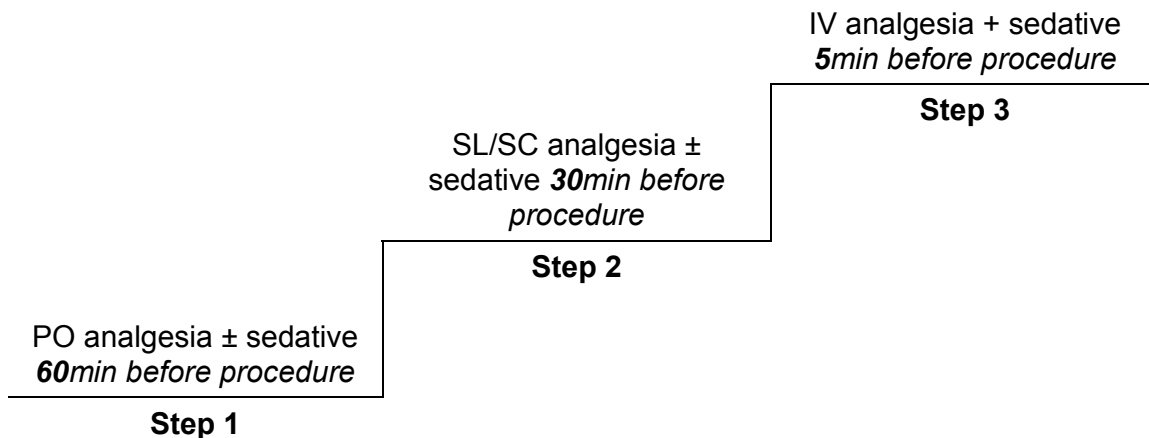 IV analgesia + sedative
5min before procedure
Step 3
SL/SC analgesia ±
sedative 30min before
procedure
Step 2
PO analgesia ± sedative
60min before procedure
Step 1